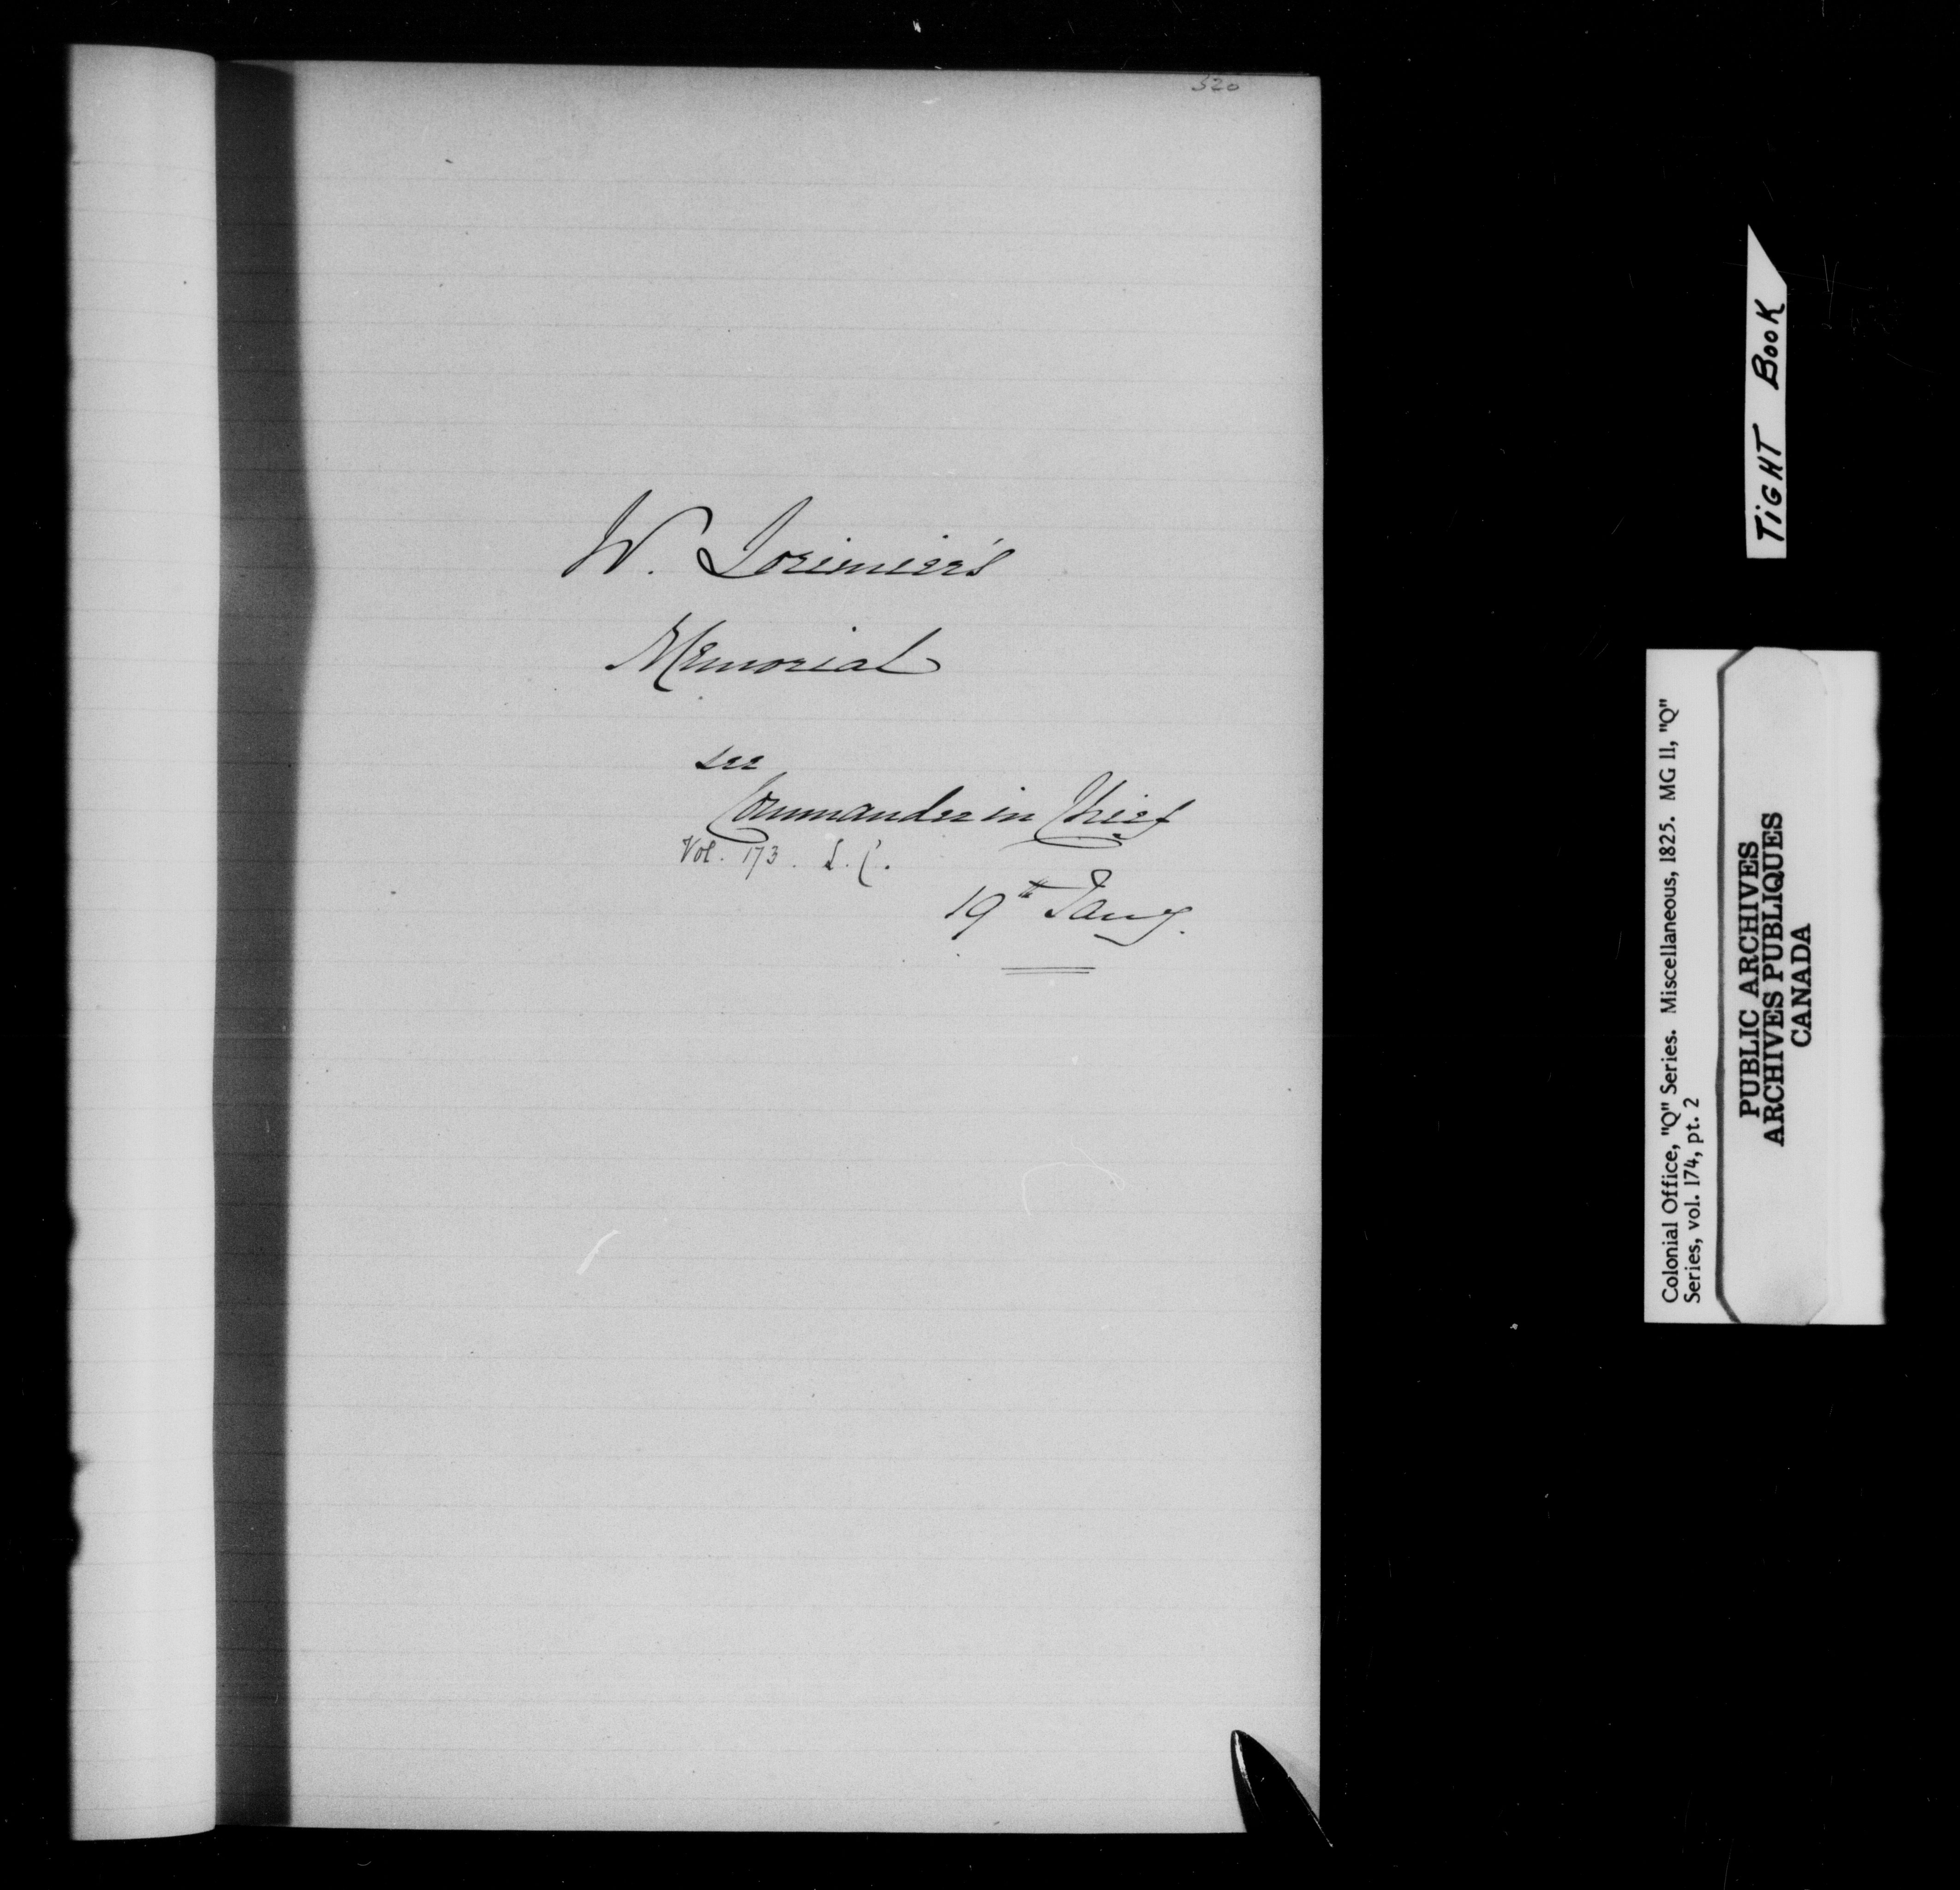 520
W. Lorimier's
Memorial
see
Commander in Chief
Vol. 173. L.C.
19th Jany.
TiGHT BooK
Colonial Office, "Q" Series. Miscellaneous, 1825. MG 11, "Q"
Series, vol. 174, pt. 2
PUBLIC ARCHIVES
ARCHIVES PUBLIQUES
CANADA